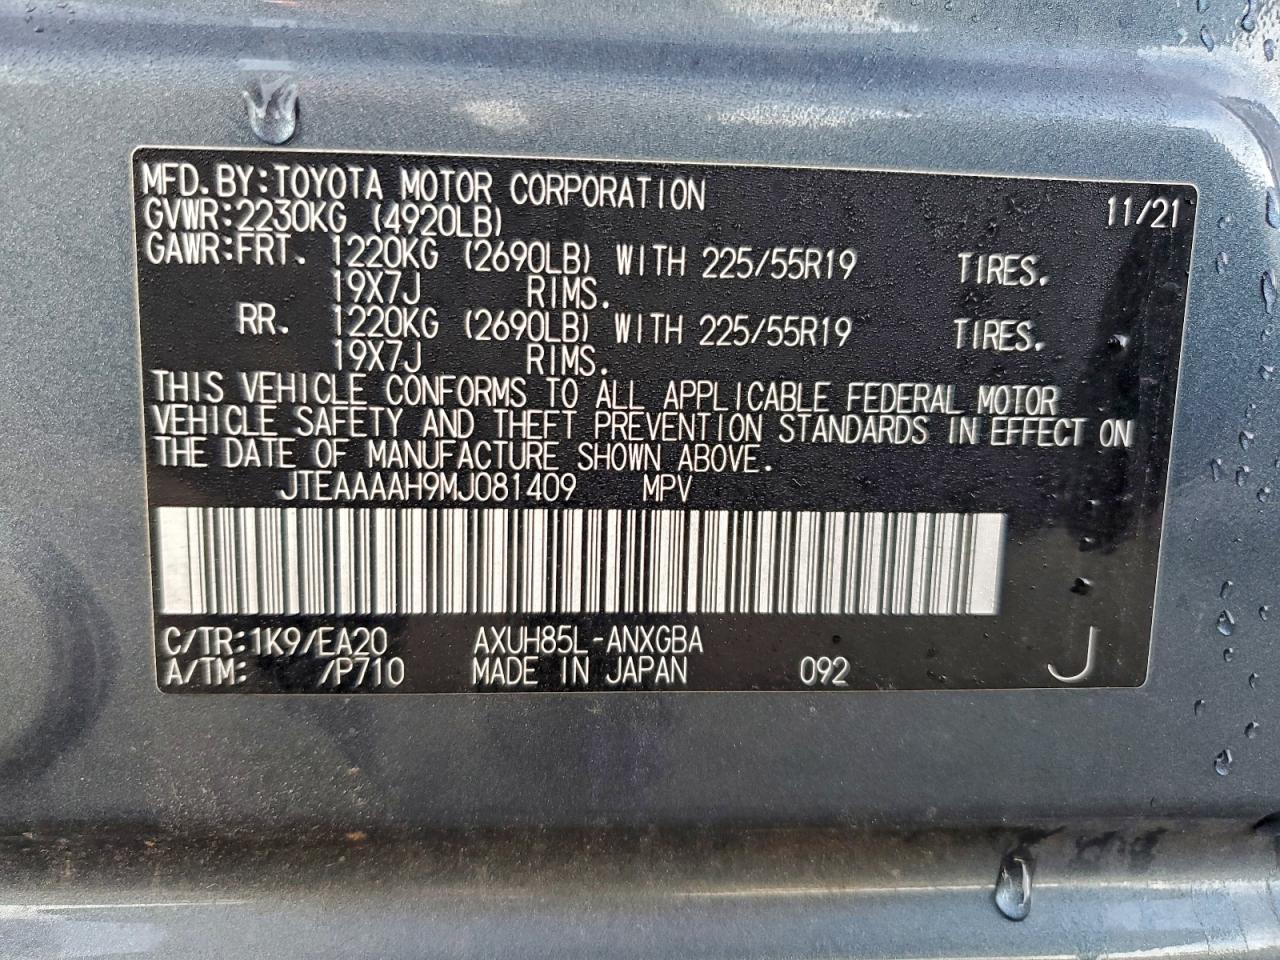 MFD. BY: TOYOTA MOTOR CORPORATION 11/21
GVWR: 2230KG (4920LB)
GAWR: FRT. 1220KG (2690LB) WITH 225/55R19 TIRES.
19X7J RIMS.
RR. 1220KG (2690LB) WITH 225/55R19 TIRES.
19X7J RIMS.
THIS VEHICLE CONFORMS TO ALL APPLICABLE FEDERAL MOTOR
VEHICLE SAFETY AND THEFT PREVENTION STANDARDS IN EFFECT ON
THE DATE OF MANUFACTURE SHOWN ABOVE.
JTEAAAAH9MJ081409 MPV
C/TR: 1K9/EA20 AXUH85L-ANXGBA
A/TM: /P710 MADE IN JAPAN 092 J